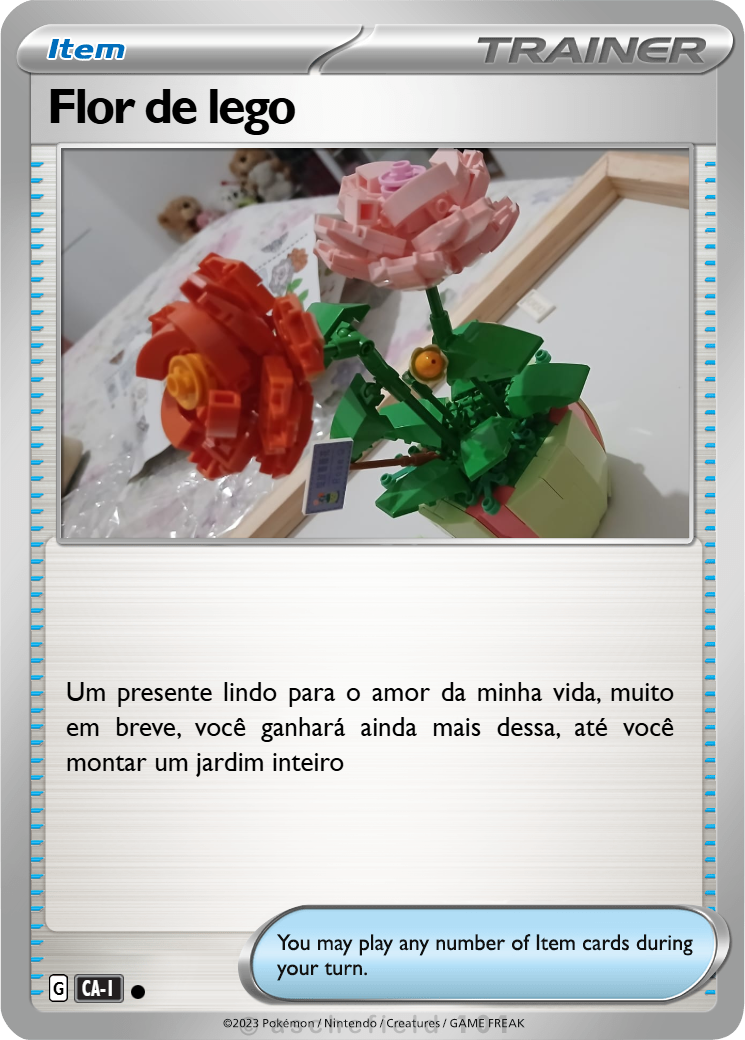 Item
TRAINER
Flor de lego
Um presente lindo para o amor da minha vida, muito
em breve, você ganhará ainda mais dessa, até você
montar um jardim inteiro
You may play any number of Item cards during
your turn.
G CA-I
©2023 Pokémon / Nintendo / Creatures / GAME FREAK